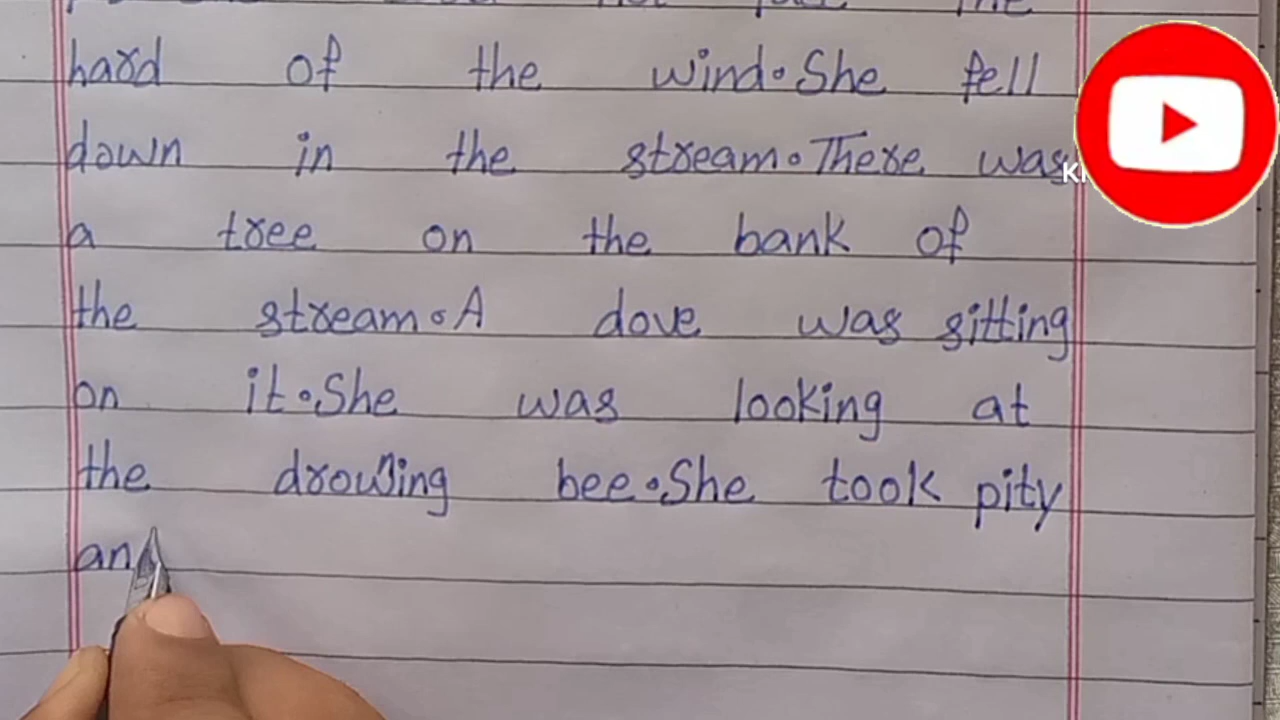 hard of the wind. She fell
down in the stream. There was
a tree on the bank of
the stream. A dove was sitting
on it. She was looking at
the drowing bee. She took pity
an